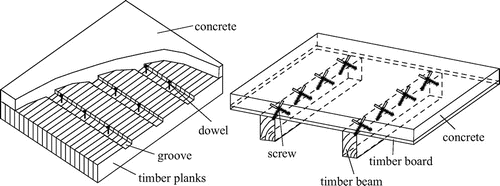 concrete
dowel
groove
timber planks
screw
timber beam
timber board
concrete